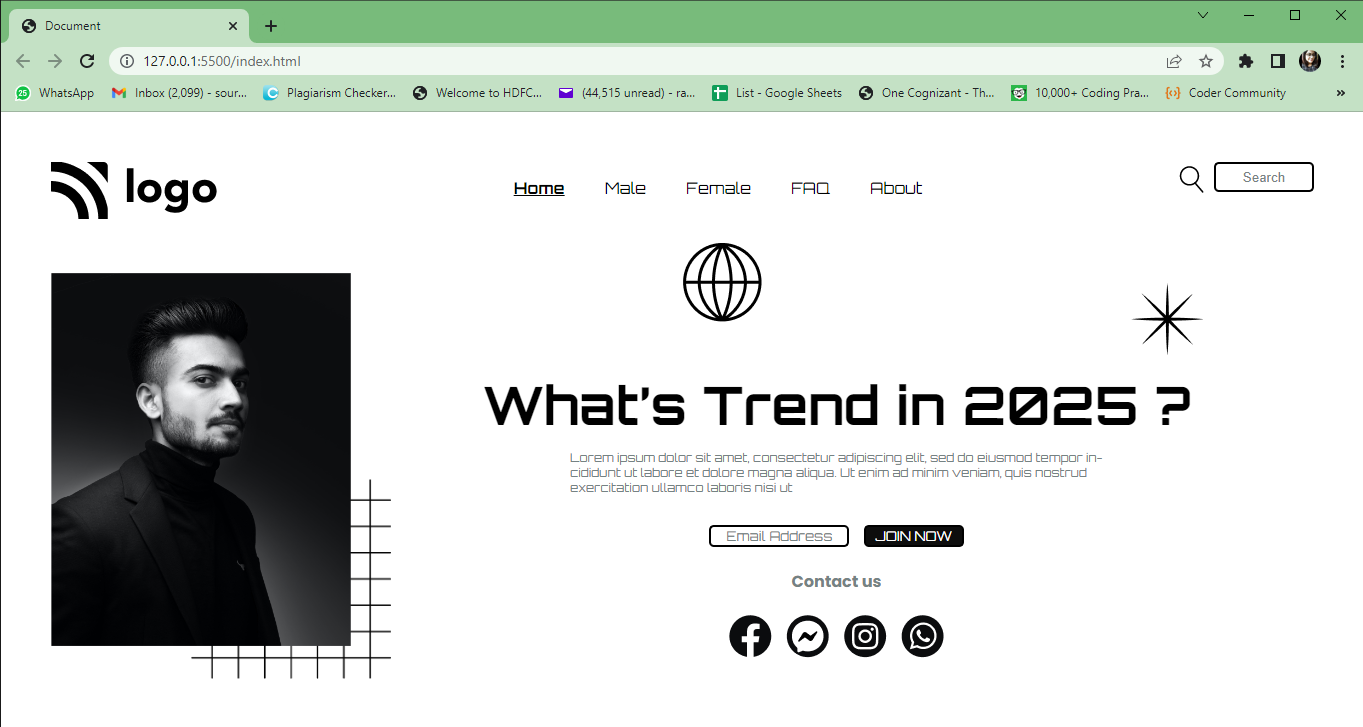 Document
127.0.0.1:5500/index.html
25 WhatsApp Inbox (2,099) - sour... Plagiarism Checker... Welcome to HDFC... (44,515 unread) - ra... List - Google Sheets One Cognizant - Th... 10,000+ Coding Pra... Coder Community »
logo Home Male Female FAQ About Search
What's Trend in 2025 ?
Lorem ipsum dolor sit amet, consectetur adipiscing elit, sed do eiusmod tempor in-
cididunt ut labore et dolore magna aliqua. Ut enim ad minim veniam, quis nostrud
exercitation ullamco laboris nisi ut
Email Address JOIN NOW
Contact us